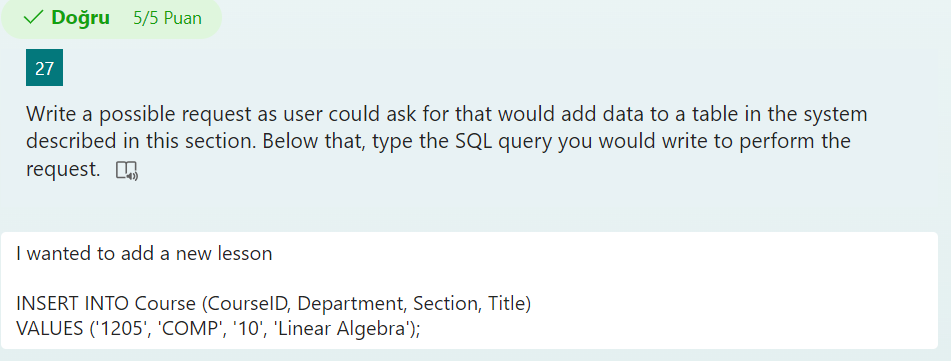 Doğru 5/5 Puan
27
Write a possible request as user could ask for that would add data to a table in the system
described in this section. Below that, type the SQL query you would write to perform the
request.
I wanted to add a new lesson
INSERT INTO Course (CourseID, Department, Section, Title)
VALUES ('1205', 'COMP', '10', 'Linear Algebra');